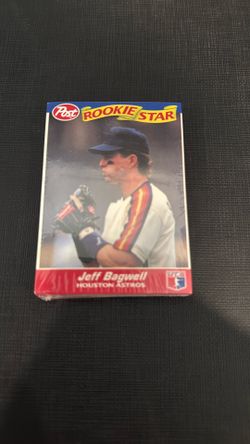 Post
ROOKIE STAR
Jeff Bagwell
HOUSTON ASTROS